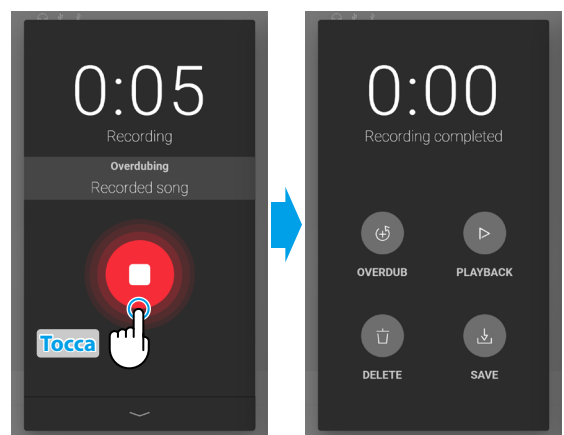 0:05
Recording
Overdubing
Recorded song
Tocca
0:00
Recording completed
OVERDUB PLAYBACK
DELETE SAVE